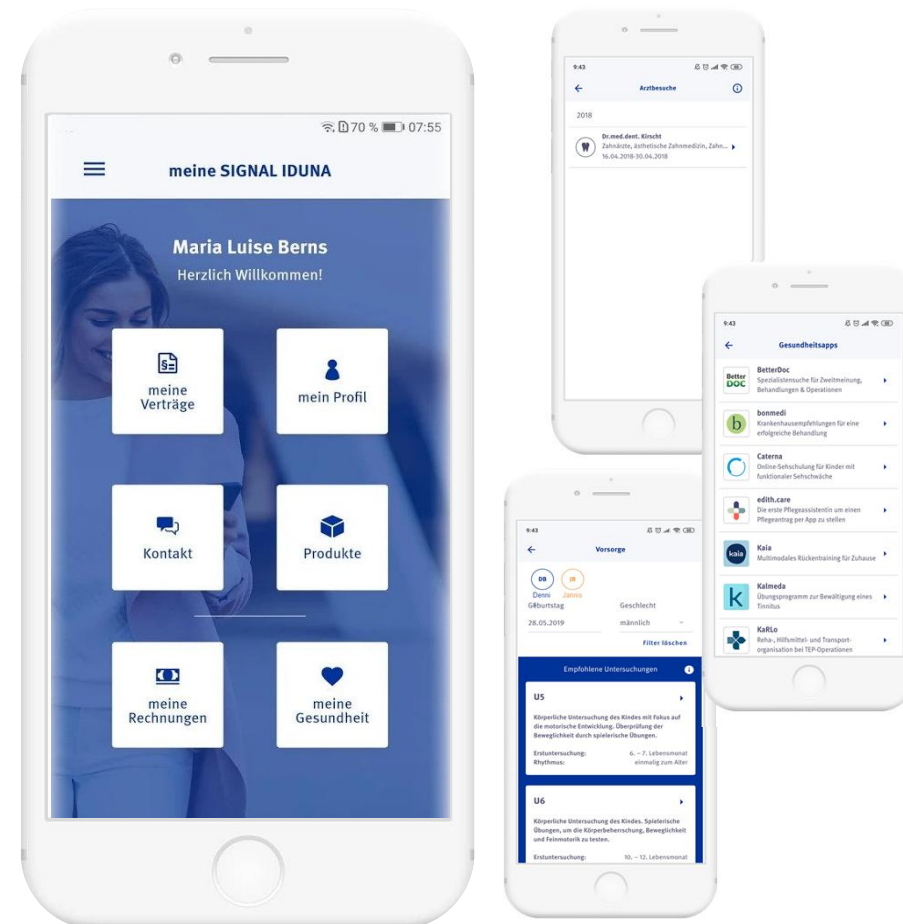 70 % 07:55
meine SIGNAL IDUNA
Maria Luise Berns
Herzlich Willkommen!
meine
Verträge
mein Profil
Kontakt
Produkte
meine
Rechnungen
meine
Gesundheit
9:43
Arztbesuche
2018
Dr.med.dent. Kirscht
Zahnärzte, ästhetische Zahnmedizin, Zahn...
16.04.2018-30.04.2018
9:43
Gesundheitsapps
Better
DOC
BetterDoc
Spezialistensuche für Zweitmeinung,
Behandlungen & Operationen
b
bonmedi
Krankenhausempfehlungen für eine
erfolgreiche Behandlung
Caterna
Online-Sehschulung für Kinder mit
funktionaler Sehschwäche
edith.care
Die erste Pflegeassistentin um einen
Pflegeantrag per App zu stellen
kaia
Kaia
Multimodales Rückentraining für Zuhause
k
Kalmeda
Übungsprogramm zur Bewältigung eines
Tinnitus
KaRLo
Reha-, Hilfsmittel- und Transport-
organisation bei TEP-Operationen
9:43
Vorsorge
DB
JB
Denni
Jannis
Geburtstag
Geschlecht
28.05.2019
männlich
Filter löschen
Empfohlene Untersuchungen
U5
Körperliche Untersuchung des Kindes mit Fokus auf
die motorische Entwicklung. Überprüfung der
Beweglichkeit durch spielerische Übungen.
Erstuntersuchung: 6. – 7. Lebensmonat
Rhythmus: einmalig zum Alter
U6
Körperliche Untersuchung des Kindes. Spielerische
Übungen, um die Körperbeherrschung, Beweglichkeit
und Feinmotorik zu testen.
Erstuntersuchung: 10. – 12. Lebensmonat